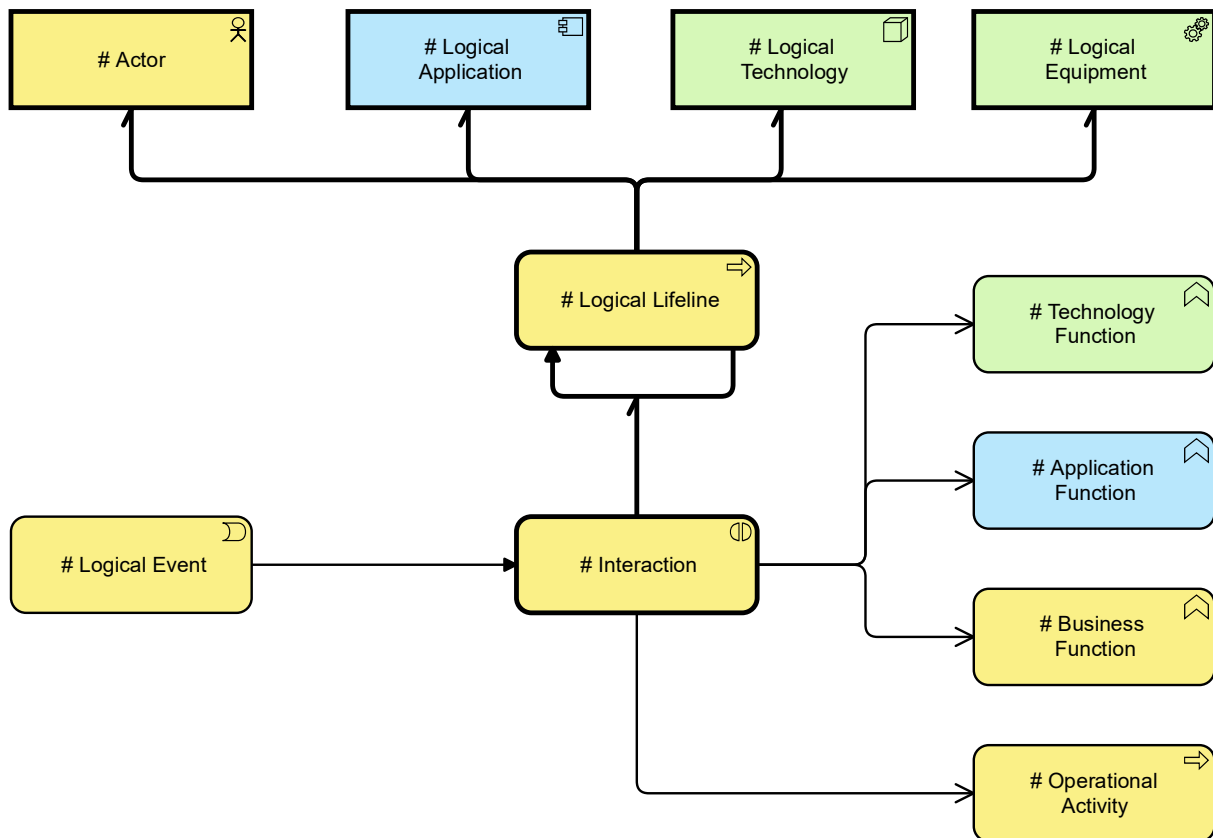 # Actor
# Logical
Application
# Logical
Technology
# Logical
Equipment
# Logical Lifeline
# Technology
Function
# Application
Function
# Logical Event
# Interaction
# Business
Function
# Operational
Activity